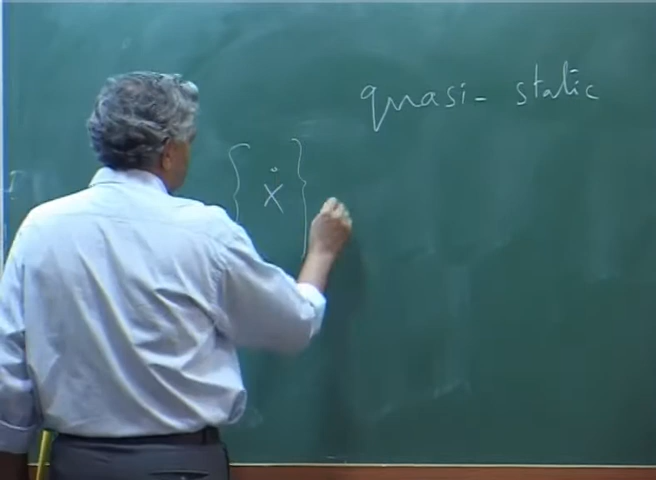 quasi - static
{ Ẋ }